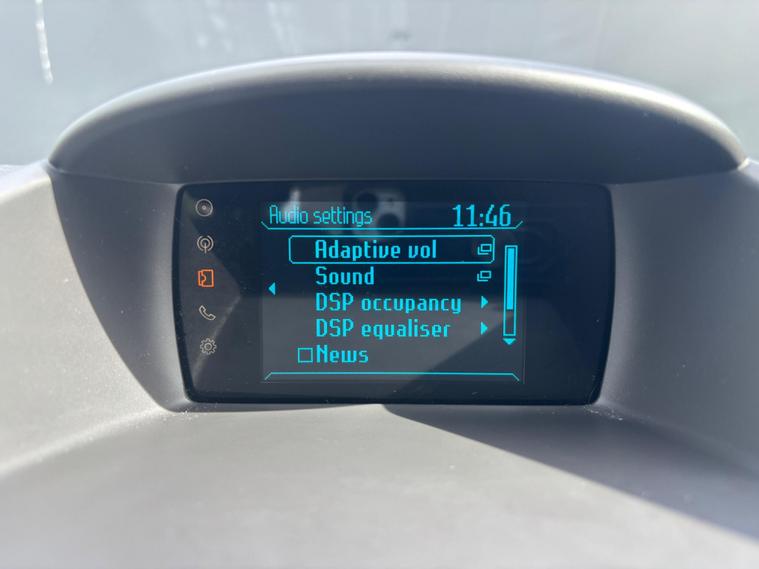 Audio settings 11:46
Adaptive vol
Sound
DSP occupancy
DSP equaliser
News